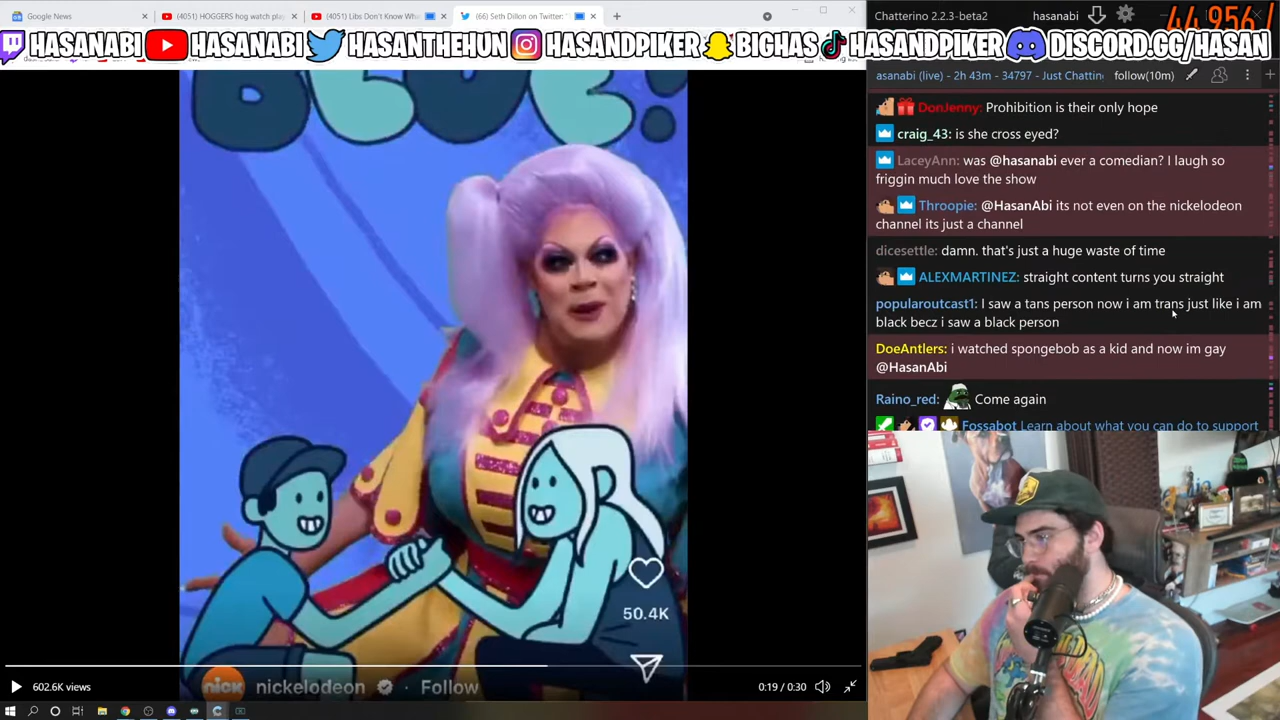 Google News
(4051) HOGGERS hog watch play
(4051) Libs Don't Know Wha
(66) Seth Dillon on Twitter: "
Chatterino 2.2.3-beta2
hasanabi
44,956/
HASANABI
HASANABI
HASANTHEHUN
HASANDPIKER
BIGHAS
HASANDPIKER
DISCORD.GG/HASAN
asanabi (live) - 2h 43m - 34797 - Just Chattin
follow(10m)
BLUE!
DonJenny: Prohibition is their only hope
craig_43: is she cross eyed?
LaceyAnn: was @hasanabi ever a comedian? I laugh so
friggin much love the show
Throopie: @HasanAbi its not even on the nickelodeon
channel its just a channel
dicesettle: damn. that's just a huge waste of time
ALEXMARTINEZ: straight content turns you straight
popularoutcast1: I saw a tans person now i am trans just like i am
black becz i saw a black person
DoeAntlers: i watched spongebob as a kid and now im gay
@HasanAbi
Raino_red: Come again
Fossabot Learn about what you can do to support
50.4K
nick
nickelodeon · Follow
602.6K views
0:19 / 0:30